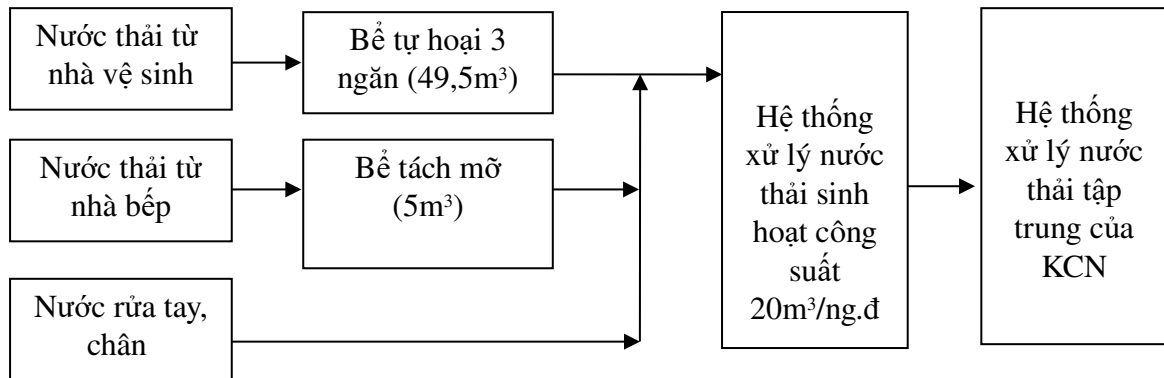 Nước thải từ
nhà vệ sinh
Bể tự hoại 3
ngăn (49,5m³)
Nước thải từ
nhà bếp
Bể tách mỡ
(5m³)
Nước rửa tay,
chân
Hệ thống
xử lý nước
thải sinh
hoạt công
suất
20m³/ng.đ
Hệ thống
xử lý nước
thải tập
trung của
KCN